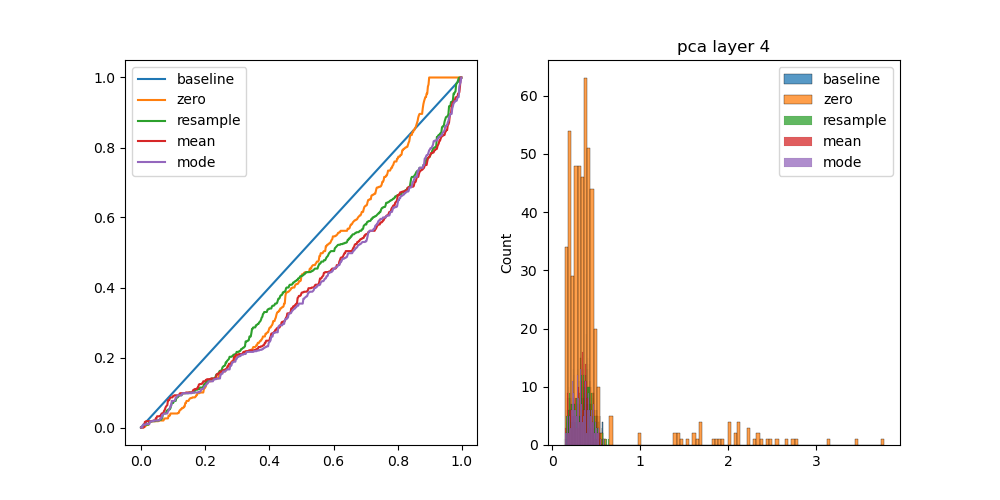 pca layer 4
1.0
0.8
0.6
0.4
0.2
0.0
0.0 0.2 0.4 0.6 0.8 1.0
baseline
zero
resample
mean
mode
Count
60
50
40
30
20
10
0
0 1 2 3
baseline
zero
resample
mean
mode